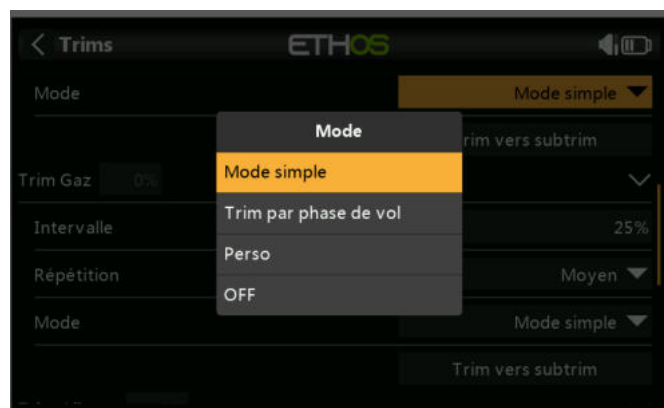 Trims
ETHOS
Mode
Mode simple
Mode
Trim vers subtrim
Mode simple
Trim Gaz 0%
Trim par phase de vol
Intervalle
25%
Perso
Répétition
Moyen
OFF
Mode
Mode simple
Trim vers subtrim